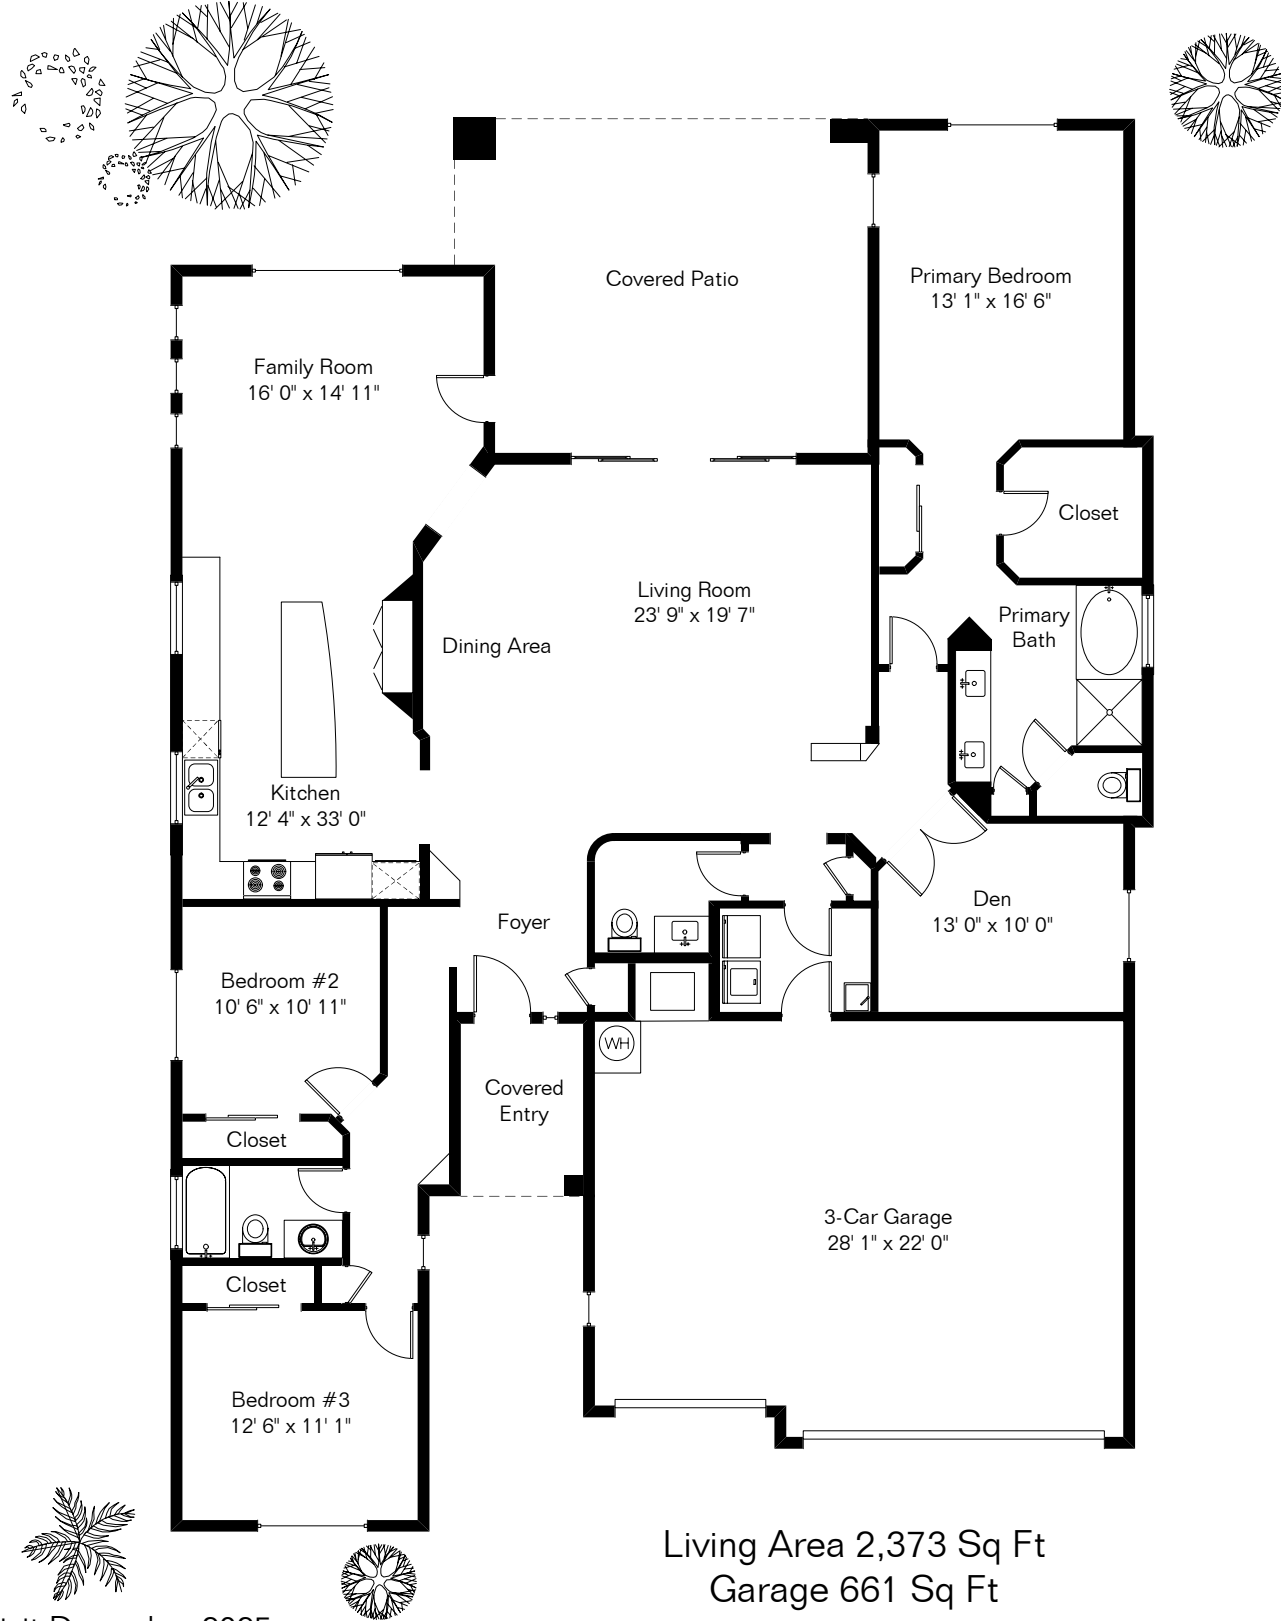 Covered Patio
Primary Bedroom
13' 1" x 16' 6"
Family Room
16' 0" x 14' 11"
Closet
Living Room
23' 9" x 19' 7"
Primary
Bath
Dining Area
Kitchen
12' 4" x 33' 0"
Den
13' 0" x 10' 0"
Foyer
Bedroom #2
10' 6" x 10' 11"
WH
Covered
Entry
Closet
3-Car Garage
28' 1" x 22' 0"
Closet
Bedroom #3
12' 6" x 11' 1"
Living Area 2,373 Sq Ft
Garage 661 Sq Ft